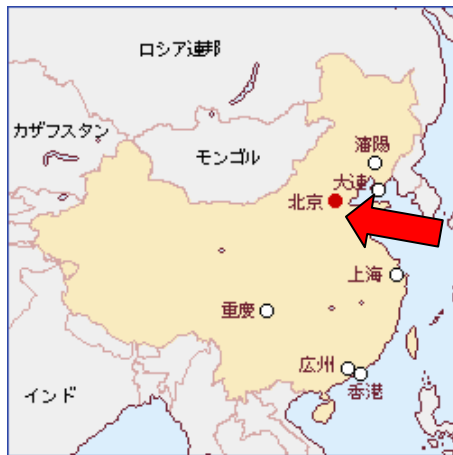 ロシア連邦
カザフスタン
モンゴル
瀋陽
大連
北京
上海
重慶
広州
香港
インド